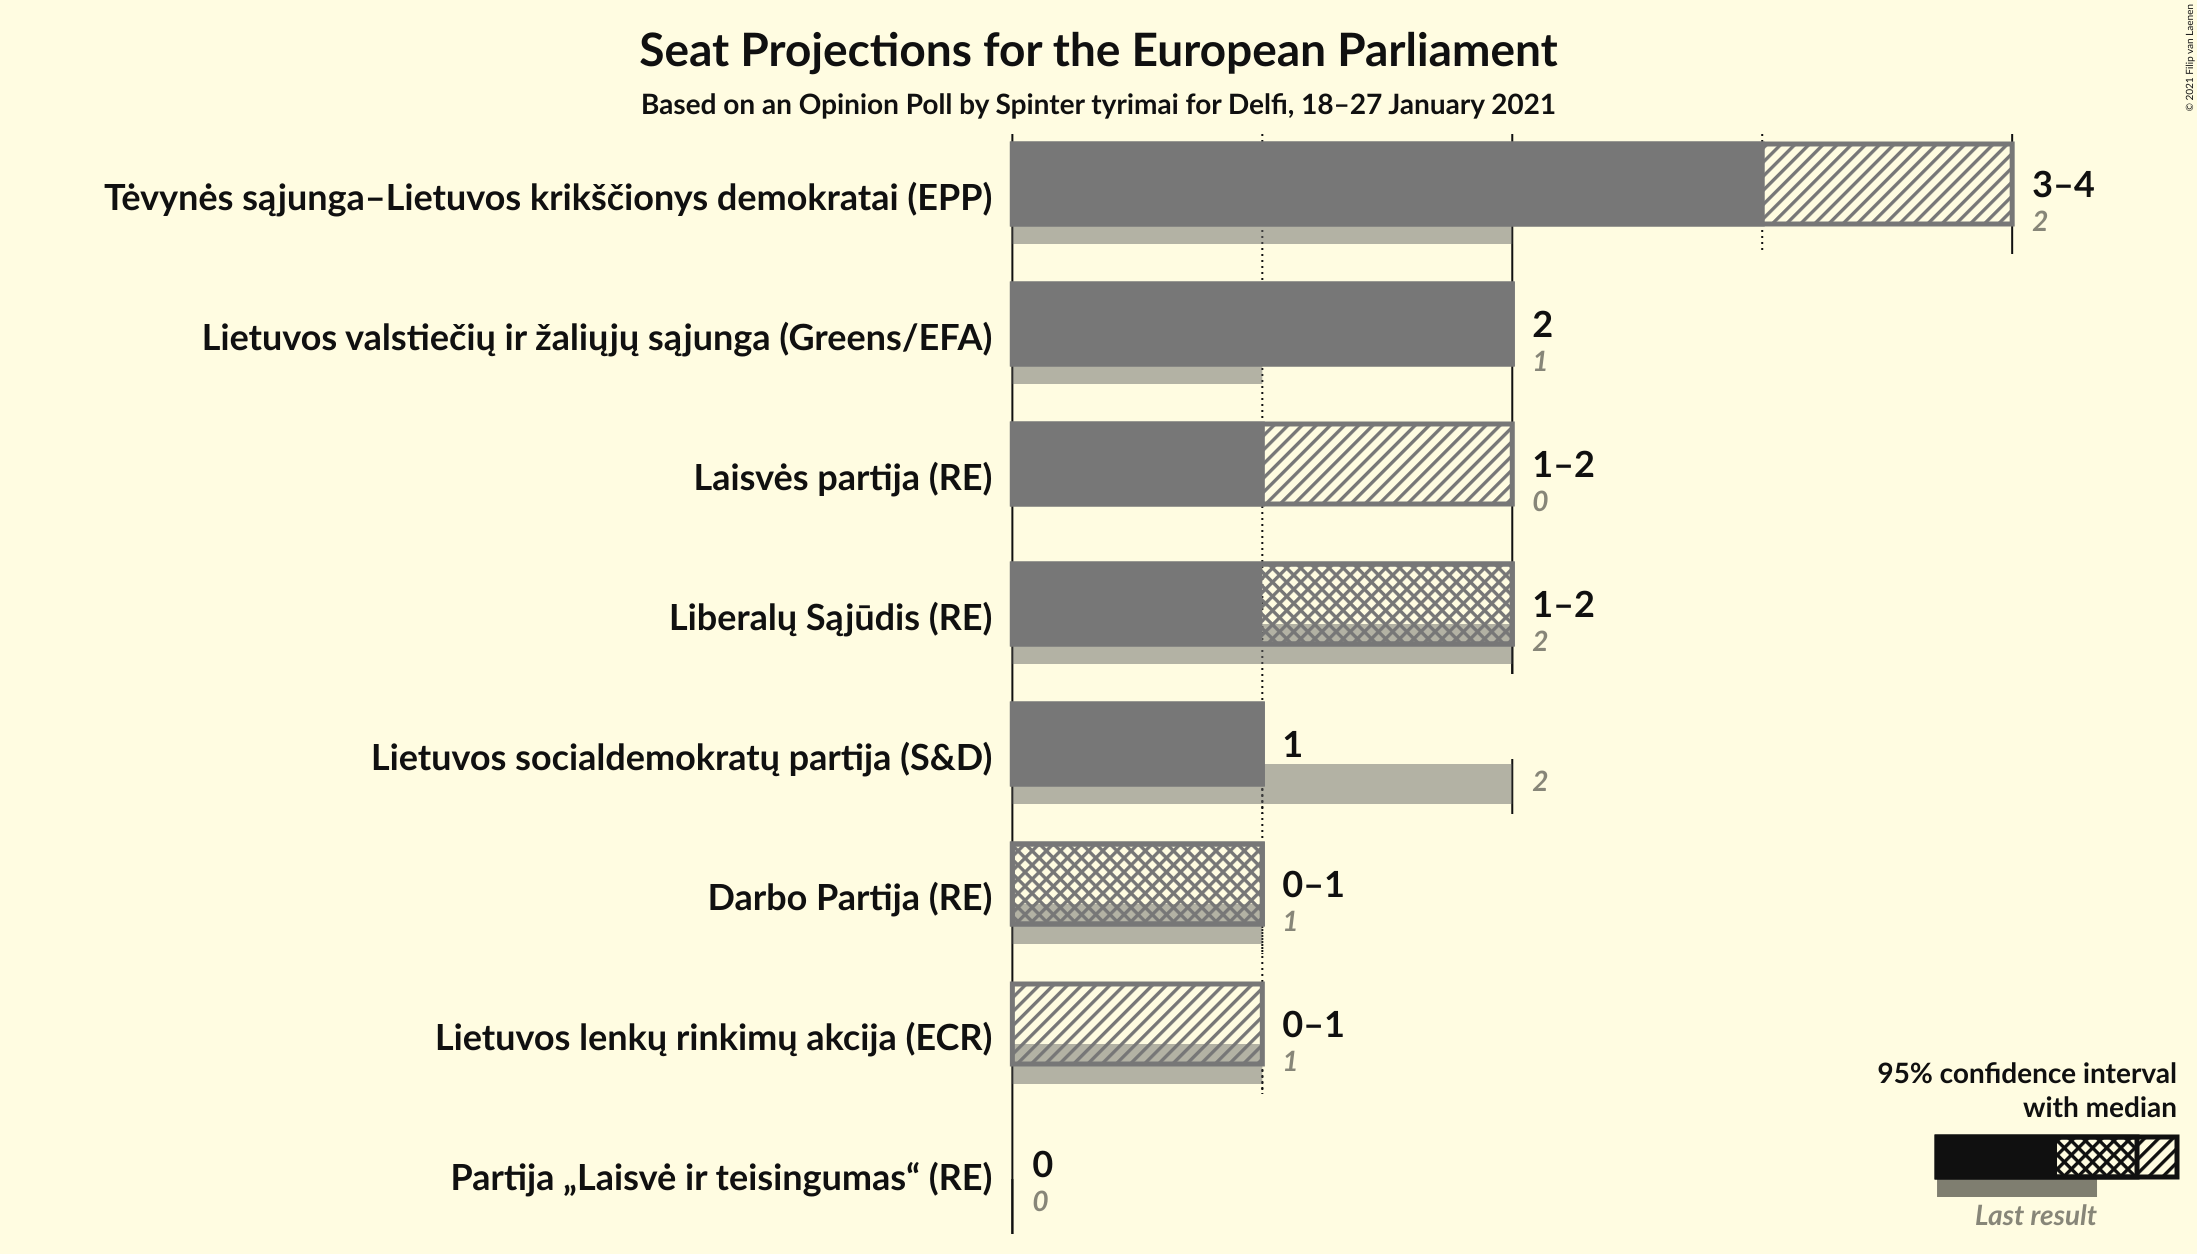 Seat Projections for the European Parliament
Based on an Opinion Poll by Spinter tyrimai for Delfi, 18–27 January 2021
© 2021 Filip van Laenen
Tėvynės sąjunga–Lietuvos krikščionys demokratai (EPP)
3–4
2
Lietuvos valstiečių ir žaliųjų sąjunga (Greens/EFA)
2
1
Laisvės partija (RE)
1–2
0
Liberalų Sąjūdis (RE)
1–2
2
Lietuvos socialdemokratų partija (S&D)
1
2
Darbo Partija (RE)
0–1
1
Lietuvos lenkų rinkimų akcija (ECR)
0–1
1
Partija „Laisvė ir teisingumas“ (RE)
0
0
95% confidence interval
with median
Last result